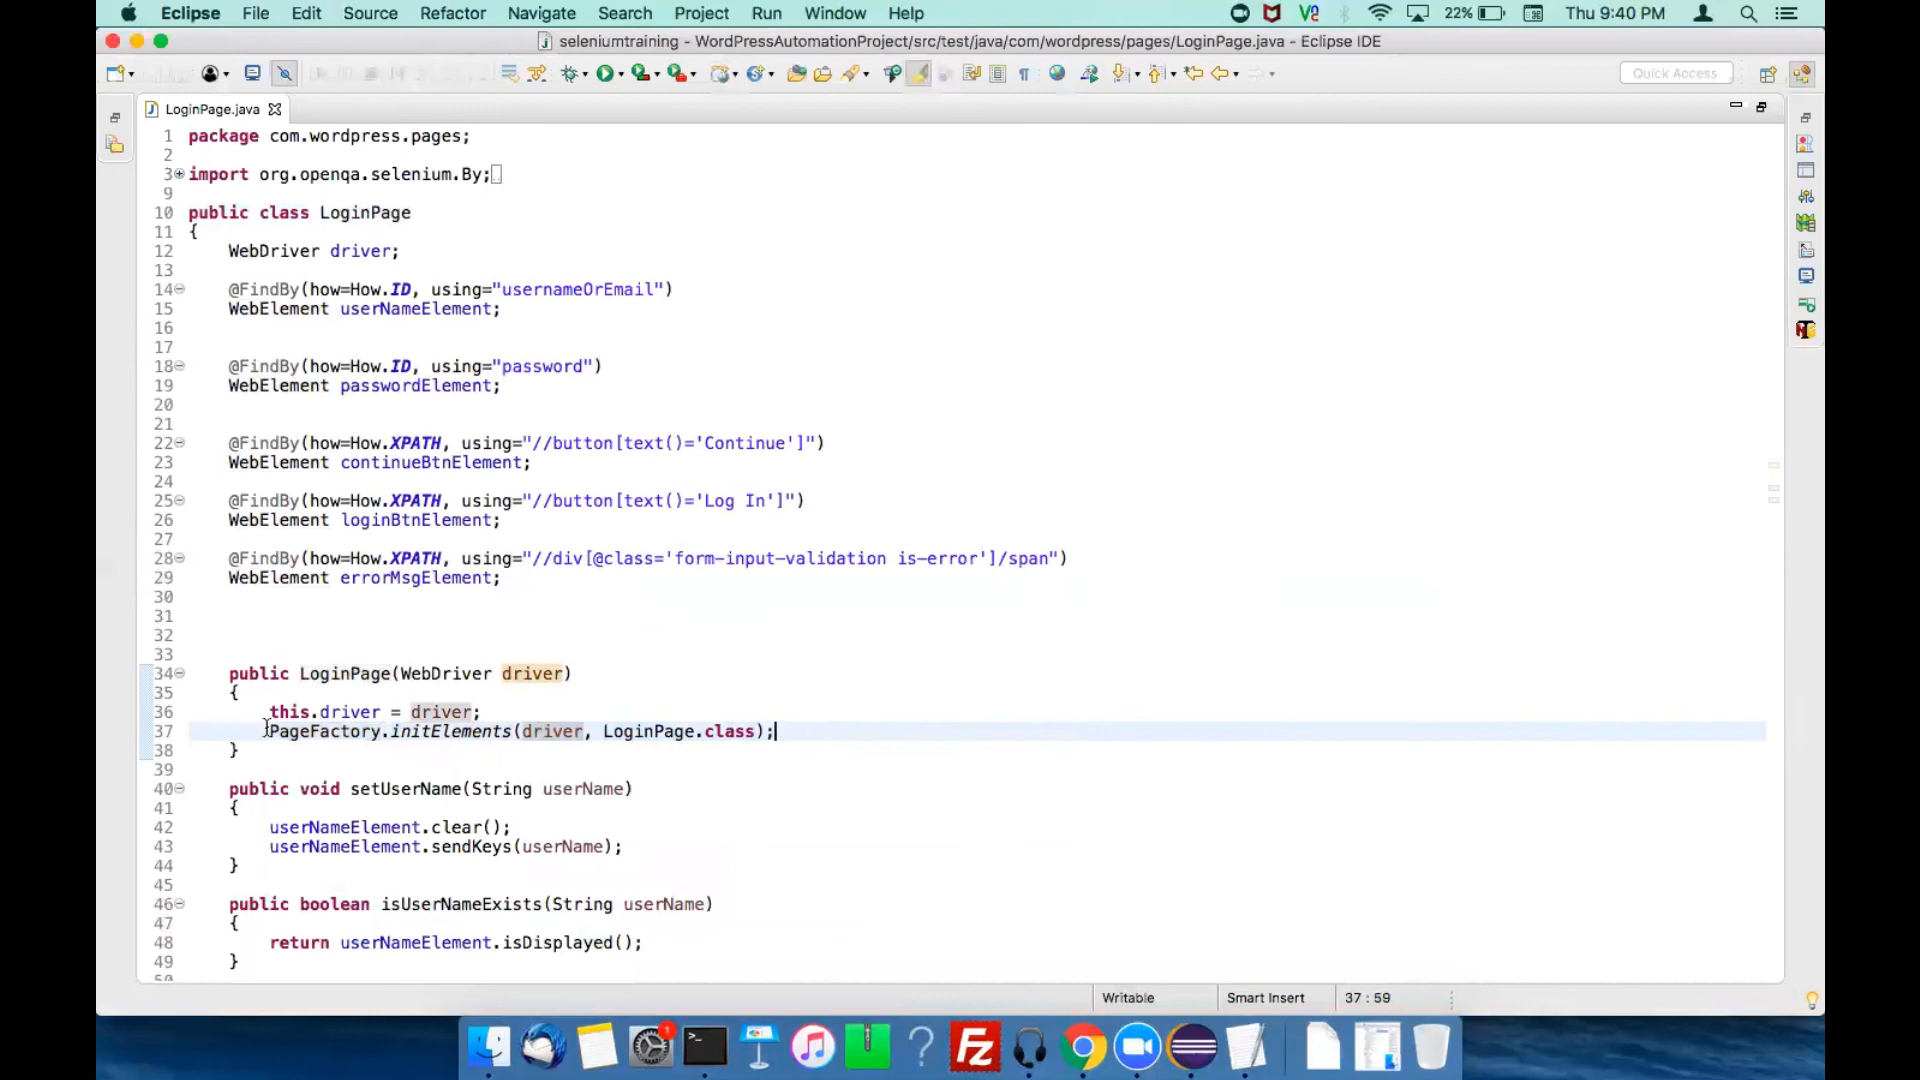 Eclipse File Edit Source Refactor Navigate Search Project Run Window Help 22% Thu 9:40 PM
seleniumtraining - WordPressAutomationProject/src/test/java/com/wordpress/pages/LoginPage.java - Eclipse IDE
Quick Access
LoginPage.java
1 package com.wordpress.pages;
2
3 import org.openqa.selenium.By;
9
10 public class LoginPage
11 {
12 WebDriver driver;
13
14 @FindBy(how=How.ID, using="usernameOrEmail")
15 WebElement userNameElement;
16
17
18 @FindBy(how=How.ID, using="password")
19 WebElement passwordElement;
20
21
22 @FindBy(how=How.XPATH, using="//button[text()='Continue']")
23 WebElement continueBtnElement;
24
25 @FindBy(how=How.XPATH, using="//button[text()='Log In']")
26 WebElement loginBtnElement;
27
28 @FindBy(how=How.XPATH, using="//div[@class='form-input-validation is-error']/span")
29 WebElement errorMsgElement;
30
31
32
33
34 public LoginPage(WebDriver driver)
35 {
36 this.driver = driver;
37 PageFactory.initElements(driver, LoginPage.class);
38 }
39
40 public void setUserName(String userName)
41 {
42 userNameElement.clear();
43 userNameElement.sendKeys(userName);
44 }
45
46 public boolean isUserNameExists(String userName)
47 {
48 return userNameElement.isDisplayed();
49 }
50
Writable Smart Insert 37 : 59